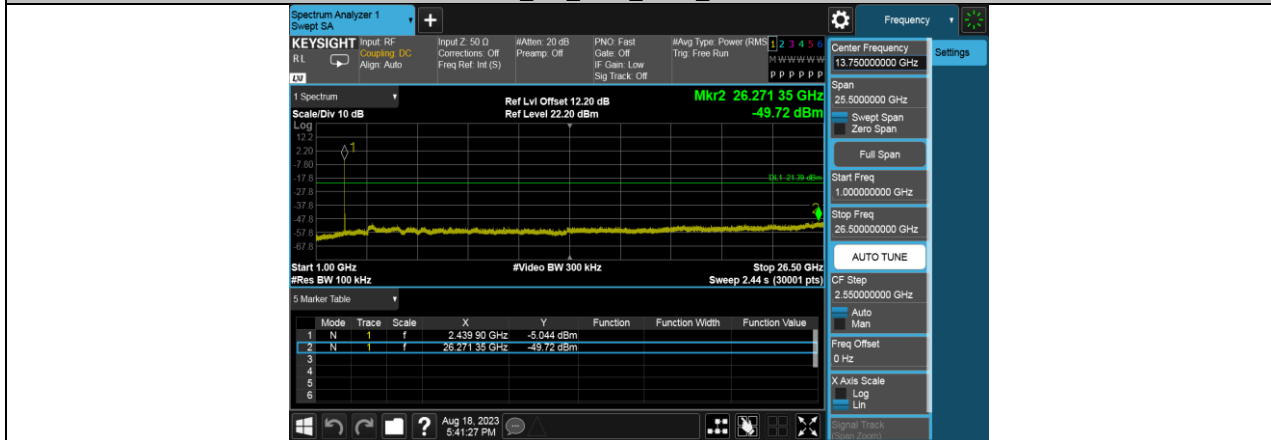 Spectrum Analyzer 1
Swept SA
+
Frequency
KEYSIGHT
RL
LXI
Input: RF
Coupling: DC
Align: Auto
Input Z: 50 Ω
Corrections: Off
Freq Ref: Int (S)
#Atten: 20 dB
Preamp: Off
PNO: Fast
Gate: Off
IF Gain: Low
Sig Track: Off
#Avg Type: Power (RMS
Trig: Free Run
1 2 3 4 5 6
M W W W W W
P P P P P P
1 Spectrum
Scale/Div 10 dB
Ref Lvl Offset 12.20 dB
Ref Level 22.20 dBm
Mkr2 26.271 35 GHz
-49.72 dBm
Log
12.2
2.20
-7.80
-17.8
-27.8
-37.8
-47.8
-57.8
-67.8
1
DL1 -21.39 dBm
2
Start 1.00 GHz
#Res BW 100 kHz
#Video BW 300 kHz
Stop 26.50 GHz
Sweep 2.44 s (30001 pts)
5 Marker Table
Mode Trace Scale X Y Function Function Width Function Value
1 N 1 f 2.439 90 GHz -5.044 dBm
2 N 1 f 26.271 35 GHz -49.72 dBm
3
4
5
6
Aug 18, 2023
5:41:27 PM
?
Center Frequency
13.750000000 GHz
Settings
Span
25.5000000 GHz
Swept Span
Zero Span
Full Span
Start Freq
1.000000000 GHz
Stop Freq
26.500000000 GHz
AUTO TUNE
CF Step
2.550000000 GHz
Auto
Man
Freq Offset
0 Hz
X Axis Scale
Log
Lin
Signal Track
(Span Zoom)